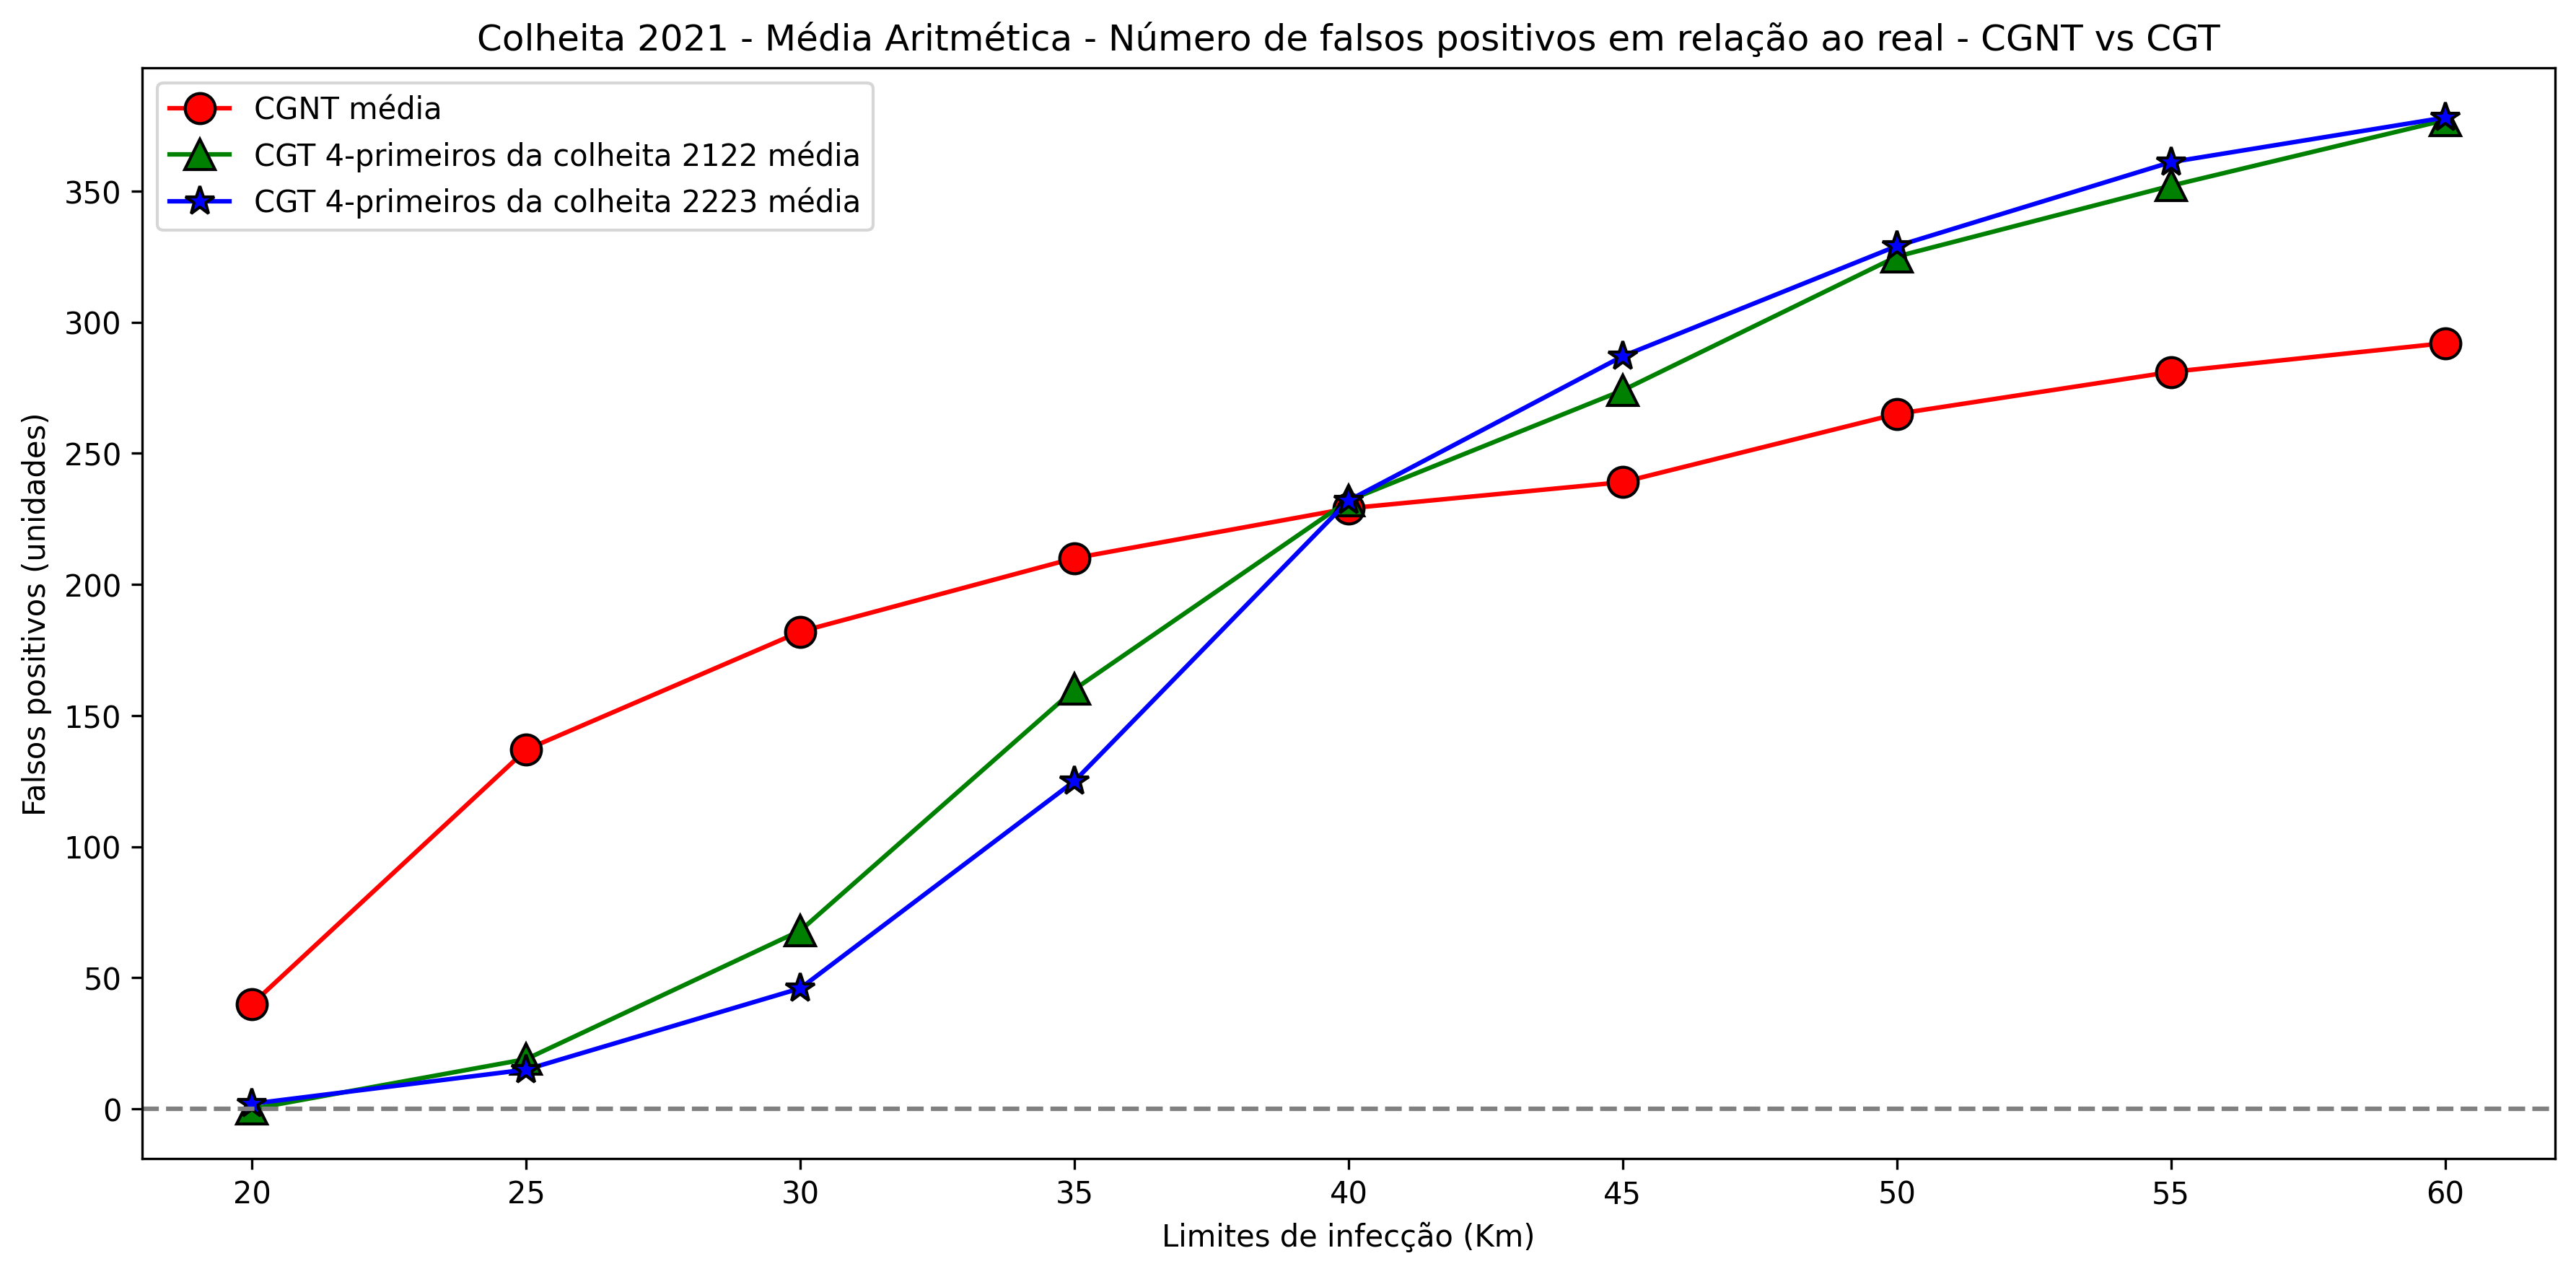 Colheita 2021 - Média Aritmética - Número de falsos positivos em relação ao real - CGNT vs CGT
CGNT média
CGT 4-primeiros da colheita 2122 média
CGT 4-primeiros da colheita 2223 média
Falsos positivos (unidades)
350
300
250
200
150
100
50
0
20 25 30 35 40 45 50 55 60
Limites de infecção (Km)